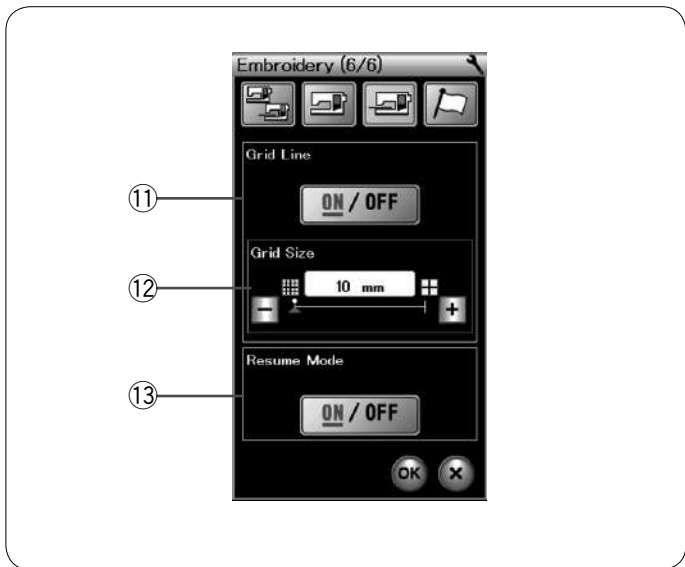 Embroidery (6/6)
Grid Line
⑪
ON / OFF
Grid Size
⑫
10 mm
− +
Resume Mode
⑬
ON / OFF
OK ×